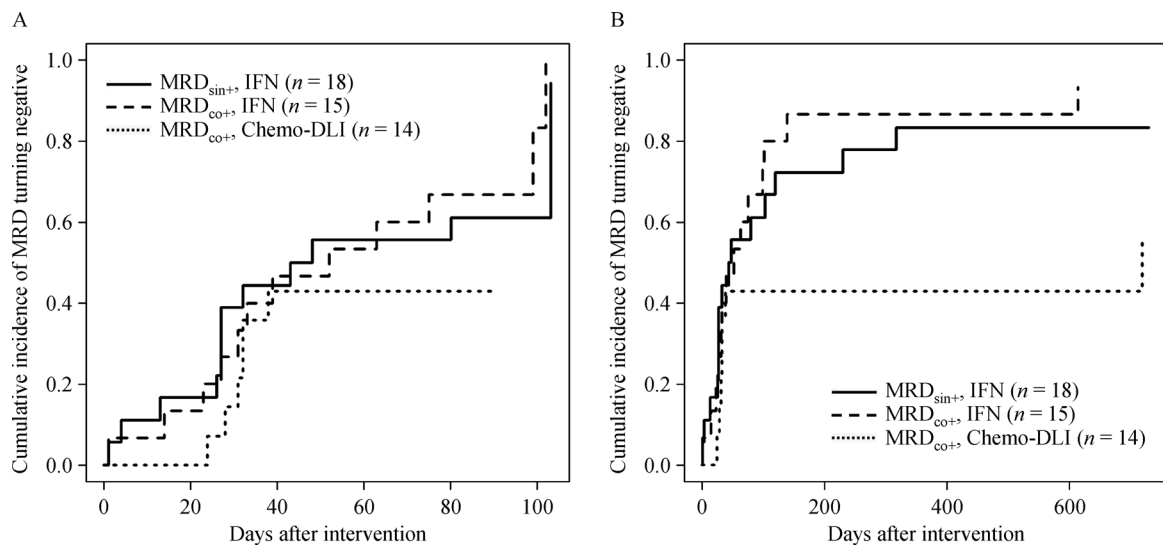 A
Cumulative incidence of MRD turning negative
1.0
0.8
0.6
0.4
0.2
0.0
MRDsin+, IFN (n = 18)
MRDco+, IFN (n = 15)
MRDco+, Chemo-DLI (n = 14)
0 20 40 60 80 100
Days after intervention
B
Cumulative incidence of MRD turning negative
1.0
0.8
0.6
0.4
0.2
0.0
MRDsin+, IFN (n = 18)
MRDco+, IFN (n = 15)
MRDco+, Chemo-DLI (n = 14)
0 200 400 600
Days after intervention